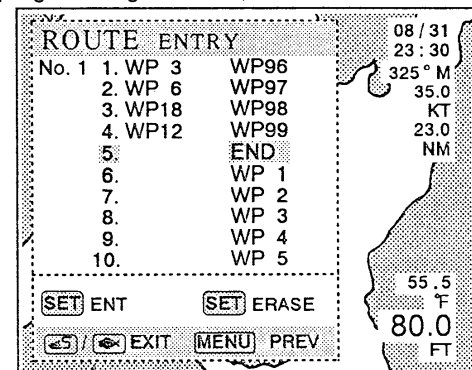 ROUTE ENTRY
No. 1 1. WP 3 WP96
2. WP 6 WP97
3. WP18 WP98
4. WP12 WP99
5. END
6. WP 1
7. WP 2
8. WP 3
9. WP 4
10. WP 5
SET ENT SET ERASE
/ EXIT MENU PREV
08 / 31
23 : 30
325° M
35.0
KT
23.0
NM
55 . 5
°F
80.0
FT